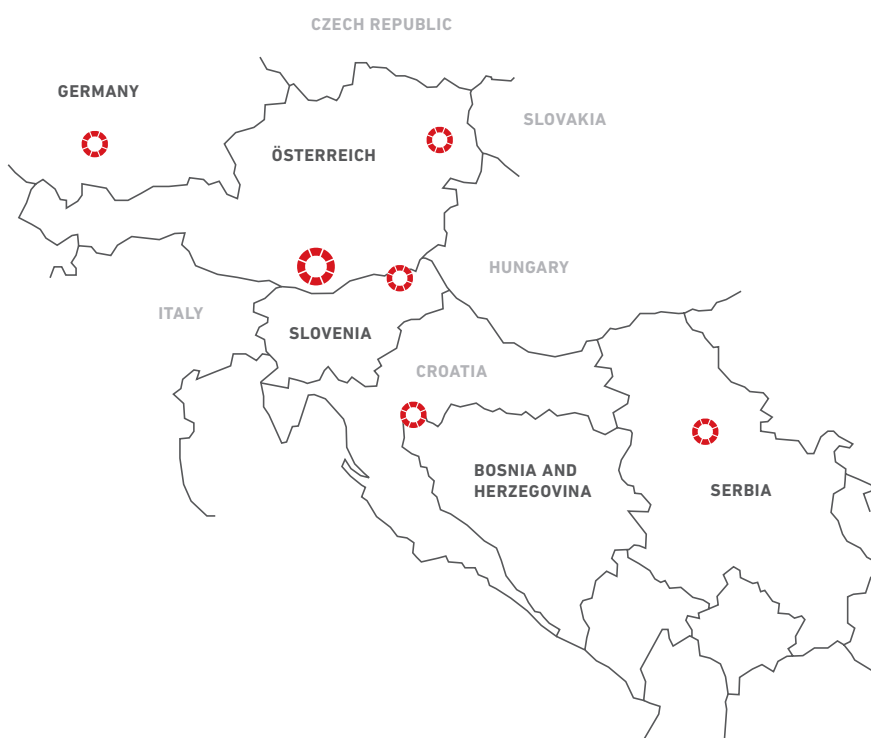 CZECH REPUBLIC
GERMANY
SLOVAKIA
ÖSTERREICH
HUNGARY
ITALY
SLOVENIA
CROATIA
BOSNIA AND
HERZEGOVINA
SERBIA